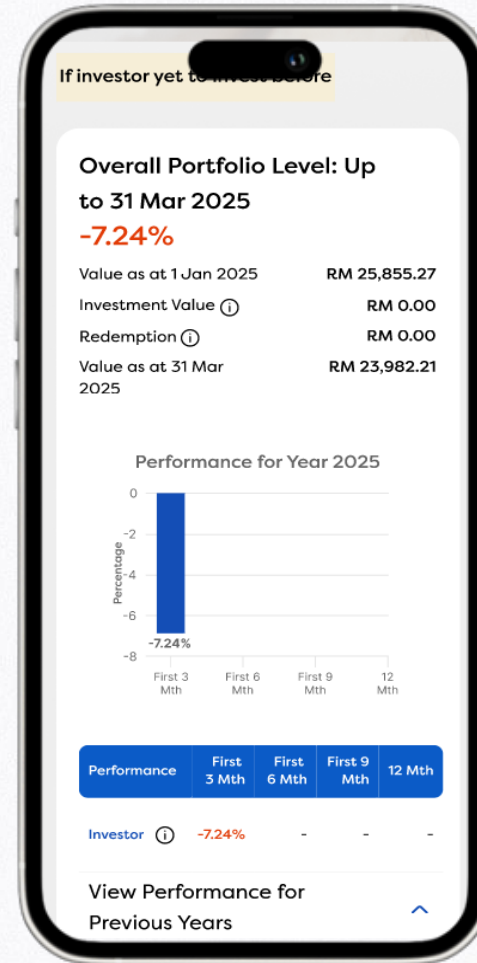 If investor yet to invest before
Overall Portfolio Level: Up
to 31 Mar 2025
-7.24%
Value as at 1 Jan 2025 RM 25,855.27
Investment Value RM 0.00
Redemption RM 0.00
Value as at 31 Mar RM 23,982.21
2025
Performance for Year 2025
Percentage
0
-2
-4
-6
-8
-7.24%
First 3 Mth
First 6 Mth
First 9 Mth
12 Mth
Performance First 3 Mth First 6 Mth First 9 Mth 12 Mth
Investor -7.24% - - -
View Performance for
Previous Years